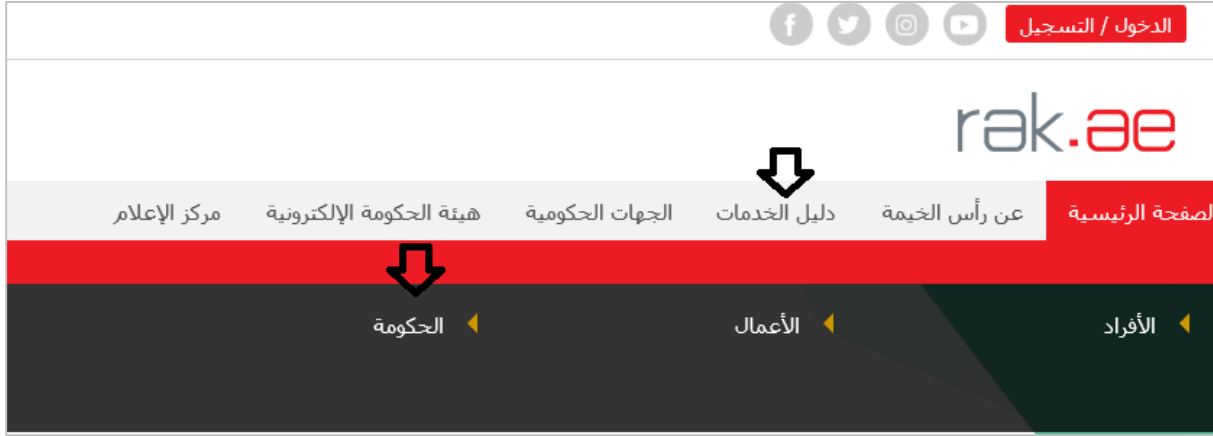 الدخول / التسجيل
rak.ae
الصفحة الرئيسية عن رأس الخيمة دليل الخدمات الجهات الحكومية هيئة الحكومة الإلكترونية مركز الإعلام
الأفراد الأعمال الحكومة